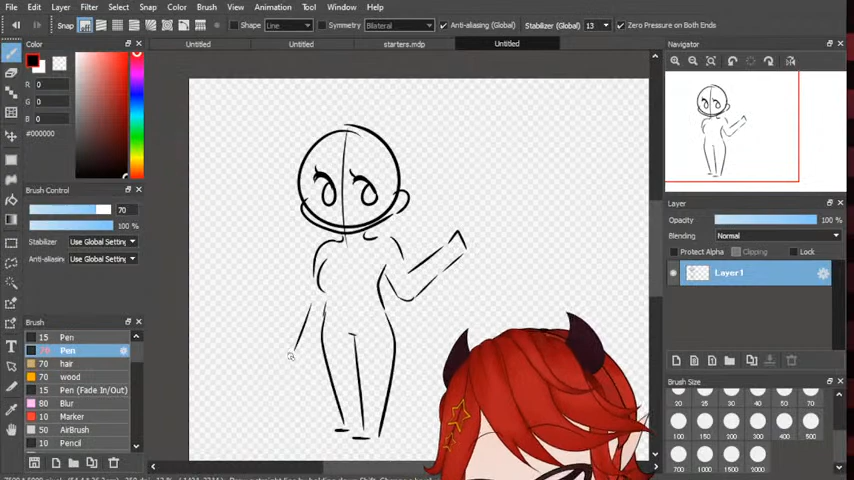 Edit View Layer Filter Select Snap Color Brush View Animation Tool Window Help
Snap Shape Line Symmetry Bilateral Anti-aliasing (Global) Stabilizer (Global) 13 Zero Pressure on Both Ends
Untitled Untitled starters.mdp Untitled
Color
R 0
G 0
B 0
#000000
Brush Control
70
100 %
Stabilizer Use Global Setting
Anti-aliasin Use Global Setting
Brush
15 Pen
70 Pen
70 hair
70 wood
15 Pen (Fade In/Out)
80 Blur
10 Marker
50 AirBrush
10 Pencil
Navigator
Layer
Opacity 100 %
Blending Normal
Protect Alpha Clipping Lock
Layer1
Brush Size
20 25 30 40 50 70
100 150 200 300 400 500
700 1000 1500 2000